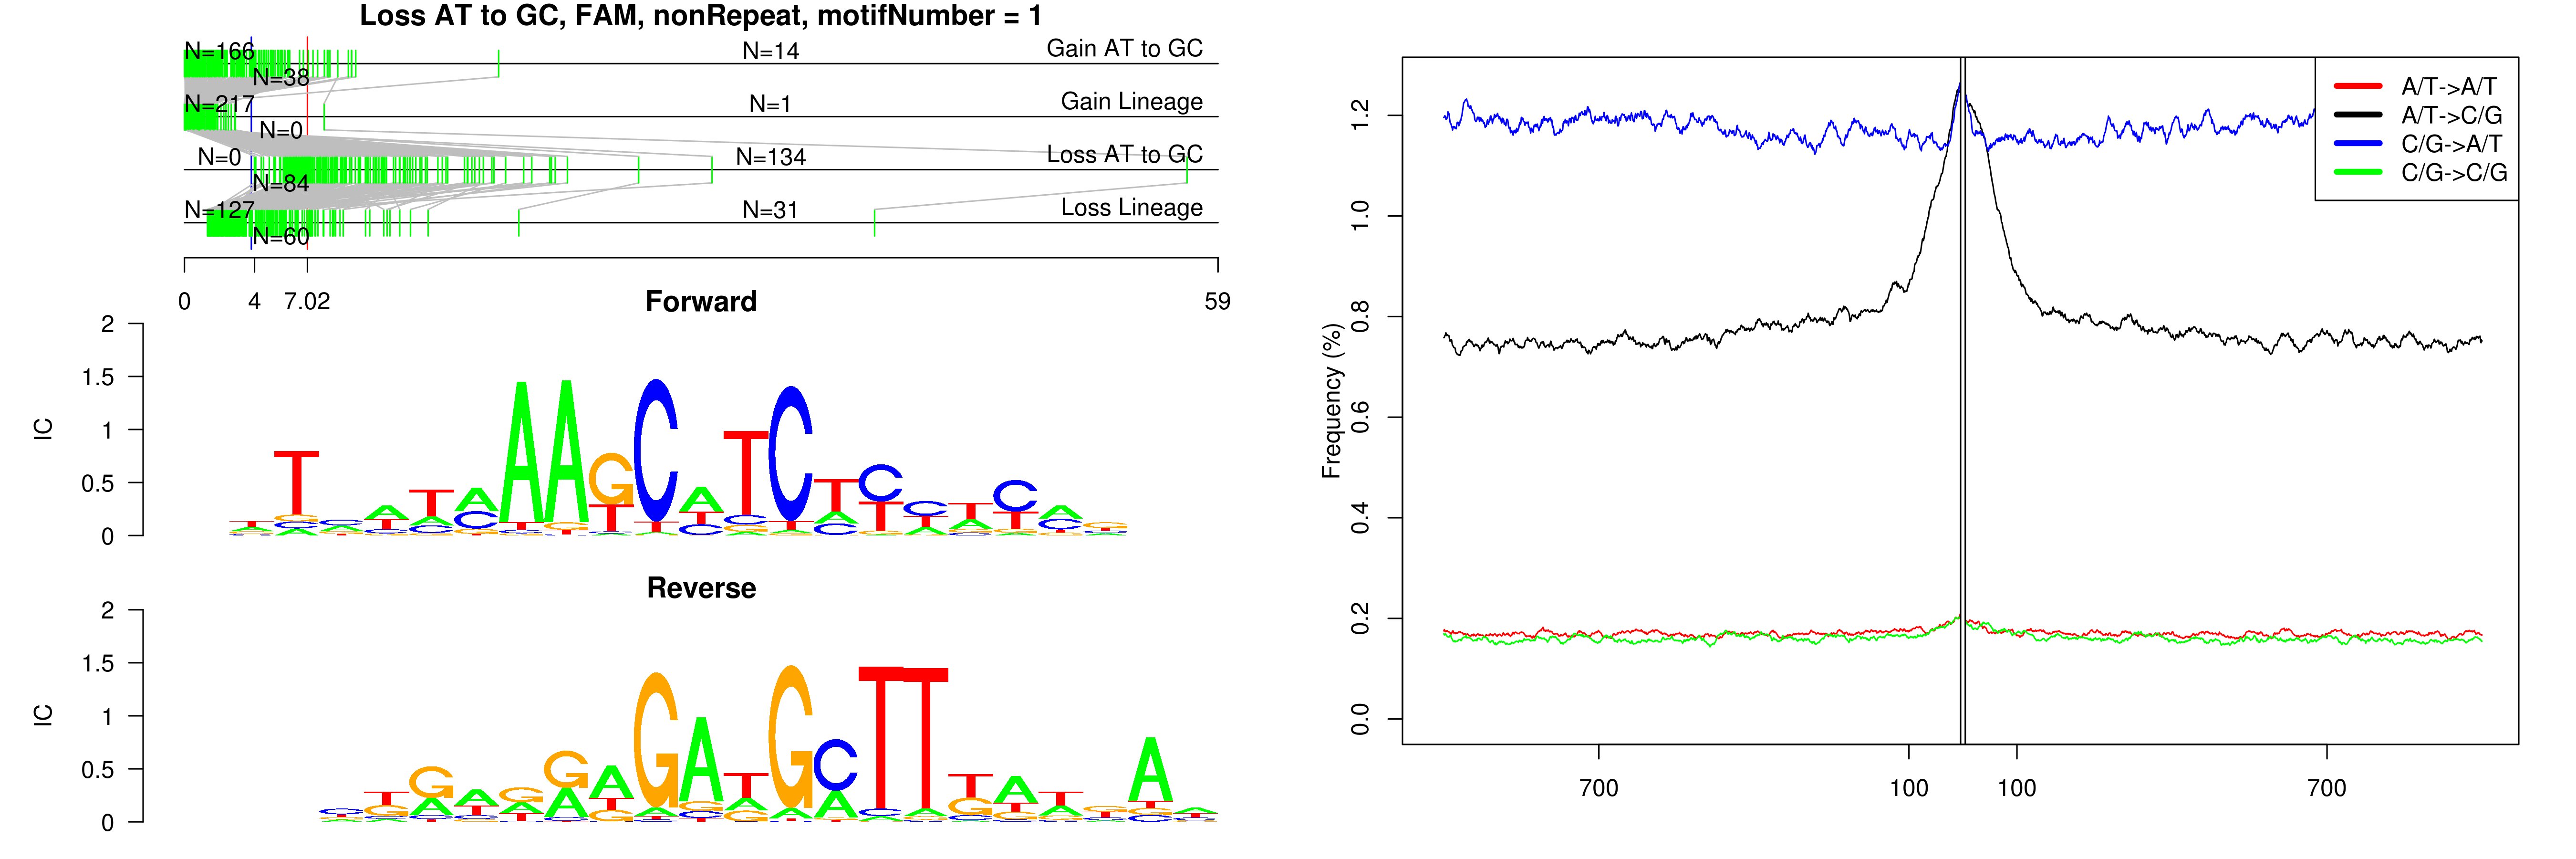 Loss AT to GC, FAM, nonRepeat, motifNumber = 1
N=166 N=14 Gain AT to GC
N=38
N=217 N=1 Gain Lineage
N=0
N=0 N=134 Loss AT to GC
N=84
N=127 N=31 Loss Lineage
N=60
0 4 7.02 59
Forward
2
1.5
1
0.5
0
IC
Reverse
2
1.5
1
0.5
0
IC
A/T->A/T
A/T->C/G
C/G->A/T
C/G->C/G
Frequency (%)
1.2
1.0
0.8
0.6
0.4
0.2
0.0
700 100 100 700